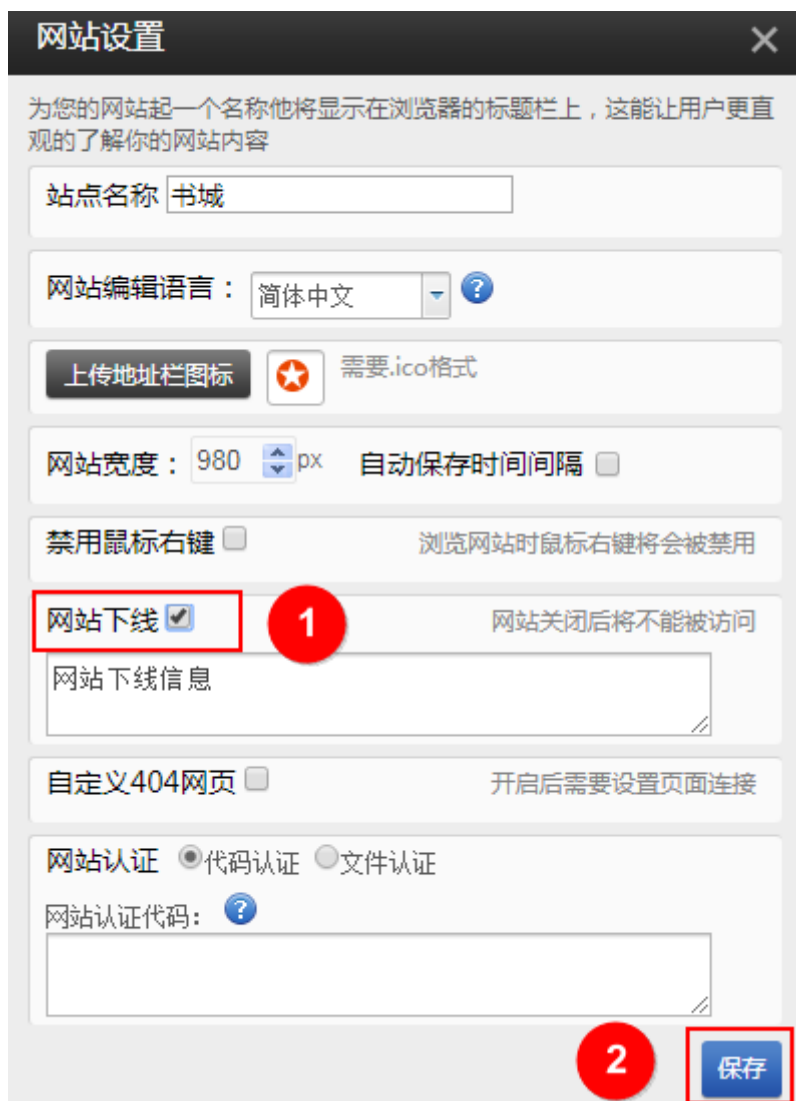 网站设置
为您的网站起一个名称他将显示在浏览器的标题栏上，这能让用户更直
观的了解你的网站内容
站点名称 书城
网站编辑语言： 简体中文 ?
上传地址栏图标 需要.ico格式
网站宽度： 980 px 自动保存时间间隔
禁用鼠标右键 浏览网站时鼠标右键将会被禁用
网站下线 1 网站关闭后将不能被访问
网站下线信息
自定义404网页 开启后需要设置页面连接
网站认证 代码认证 文件认证
网站认证代码： ?
2 保存